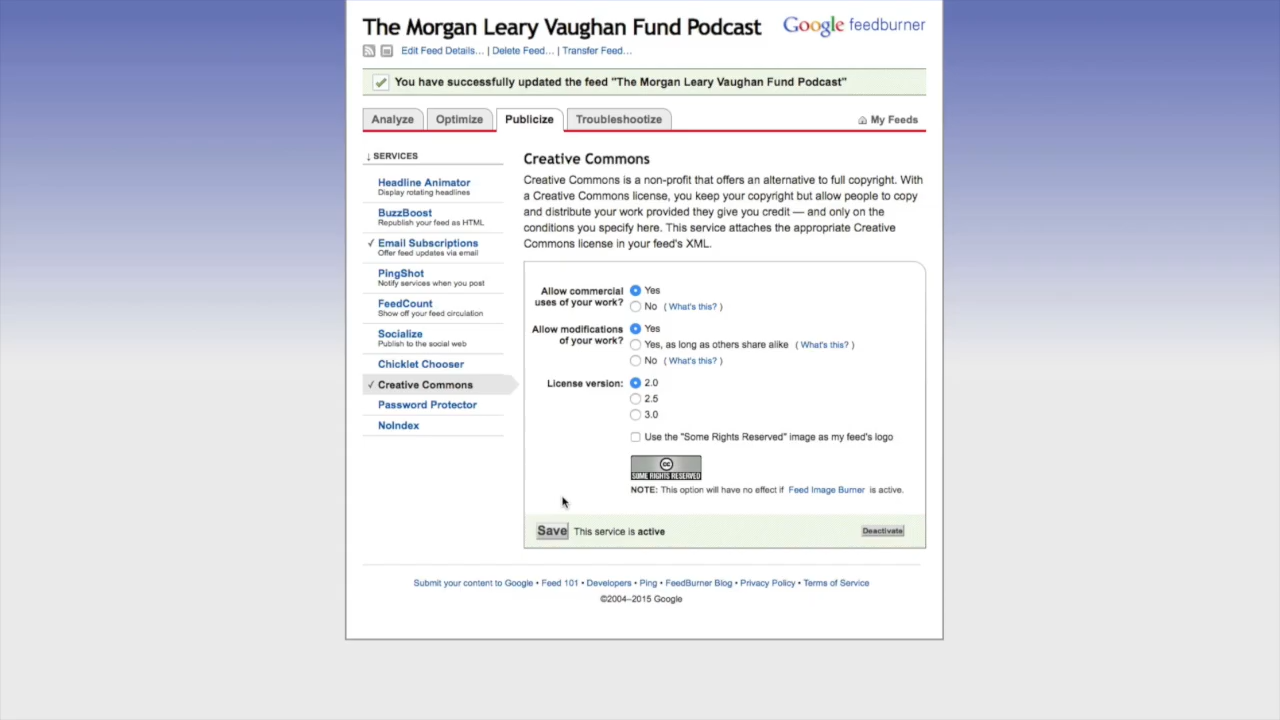 The Morgan Leary Vaughan Fund Podcast
Google feedburner
Edit Feed Details... | Delete Feed... | Transfer Feed...
You have successfully updated the feed "The Morgan Leary Vaughan Fund Podcast"
Analyze
Optimize
Publicize
Troubleshootize
My Feeds
↓ SERVICES
Headline Animator
Display rotating headlines
BuzzBoost
Republish your feed as HTML
✓ Email Subscriptions
Offer feed updates via email
PingShot
Notify services when you post
FeedCount
Show off your feed circulation
Socialize
Publish to the social web
Chicklet Chooser
✓ Creative Commons
Password Protector
NoIndex
Creative Commons
Creative Commons is a non-profit that offers an alternative to full copyright. With
a Creative Commons license, you keep your copyright but allow people to copy
and distribute your work provided they give you credit — and only on the
conditions you specify here. This service attaches the appropriate Creative
Commons license in your feed's XML.
Allow commercial
uses of your work?
Yes
No ( What's this? )
Allow modifications
of your work?
Yes
Yes, as long as others share alike ( What's this? )
No ( What's this? )
License version:
2.0
2.5
3.0
Use the "Some Rights Reserved" image as my feed's logo
cc
SOME RIGHTS RESERVED
NOTE: This option will have no effect if Feed Image Burner is active.
Save This service is active
Deactivate
Submit your content to Google • Feed 101 • Developers • Ping • FeedBurner Blog • Privacy Policy • Terms of Service
©2004–2015 Google